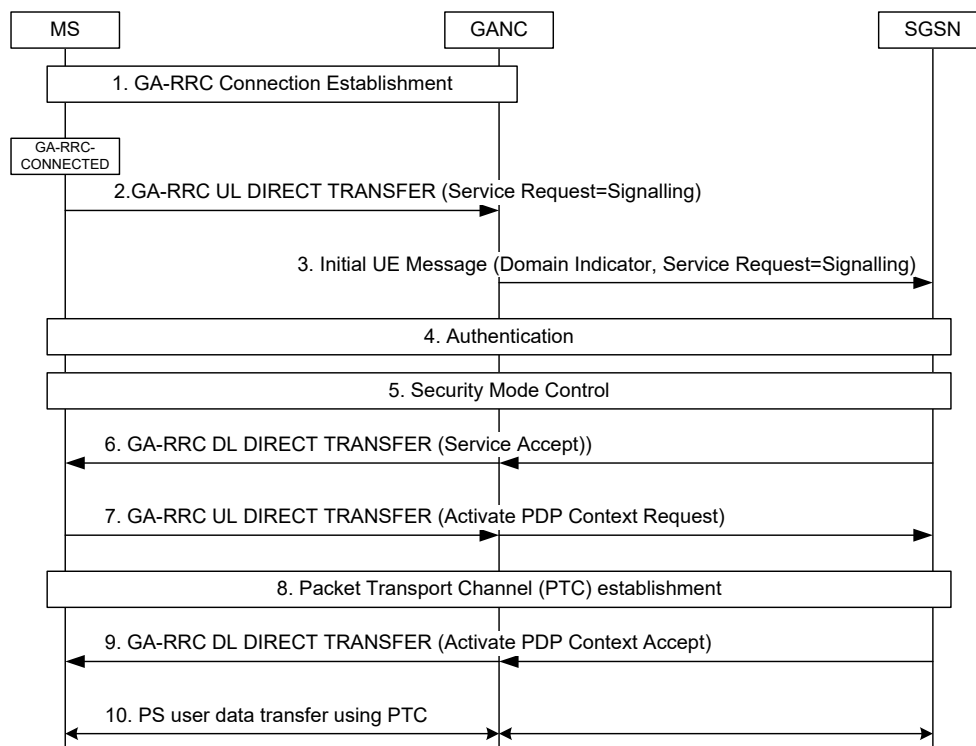 MS
GANC
SGSN
1. GA-RRC Connection Establishment
GA-RRC-
CONNECTED
2.GA-RRC UL DIRECT TRANSFER (Service Request=Signalling)
3. Initial UE Message (Domain Indicator, Service Request=Signalling)
4. Authentication
5. Security Mode Control
6. GA-RRC DL DIRECT TRANSFER (Service Accept))
7. GA-RRC UL DIRECT TRANSFER (Activate PDP Context Request)
8. Packet Transport Channel (PTC) establishment
9. GA-RRC DL DIRECT TRANSFER (Activate PDP Context Accept)
10. PS user data transfer using PTC